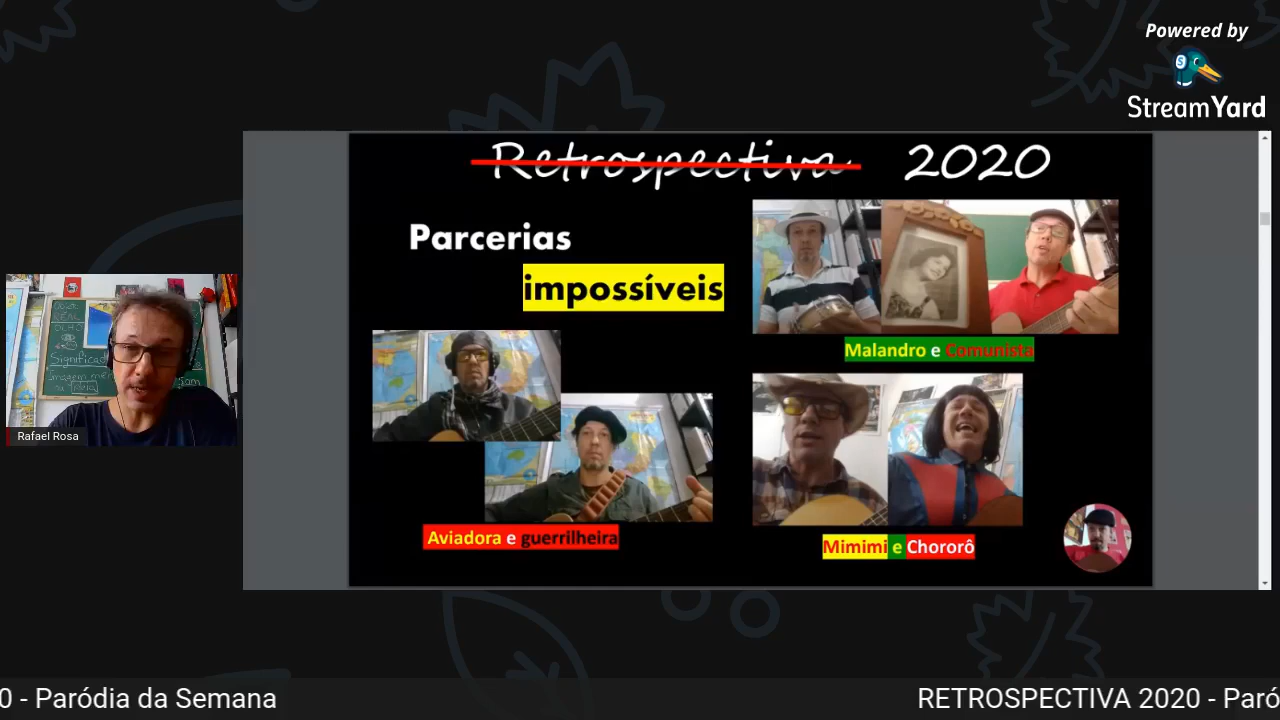 Powered by
StreamYard
Retrospectiva 2020
Parcerias
impossíveis
Malandro e Comunista
Aviadora e guerrilheira
Mimimi e Chororô
Significad
Rafael Rosa
0 - Paródia da Semana
RETROSPECTIVA 2020 - Paró